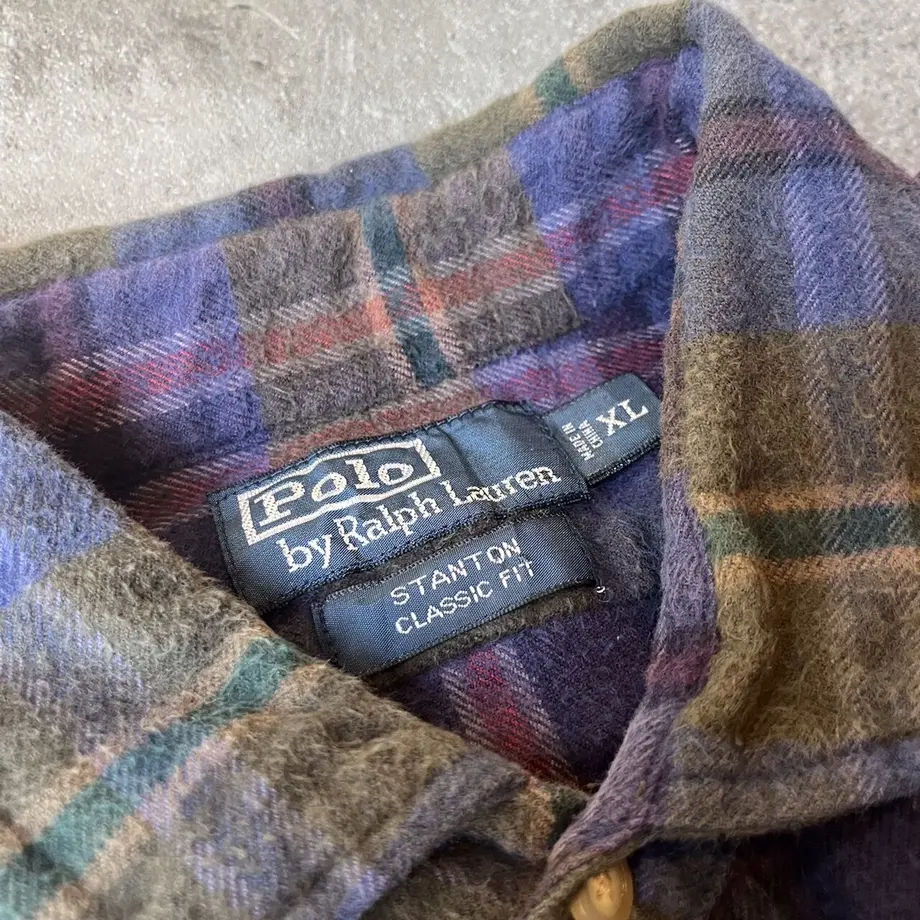 Polo
by Ralph Lauren
XL
MADE IN
CHINA
STANTON
CLASSIC FIT